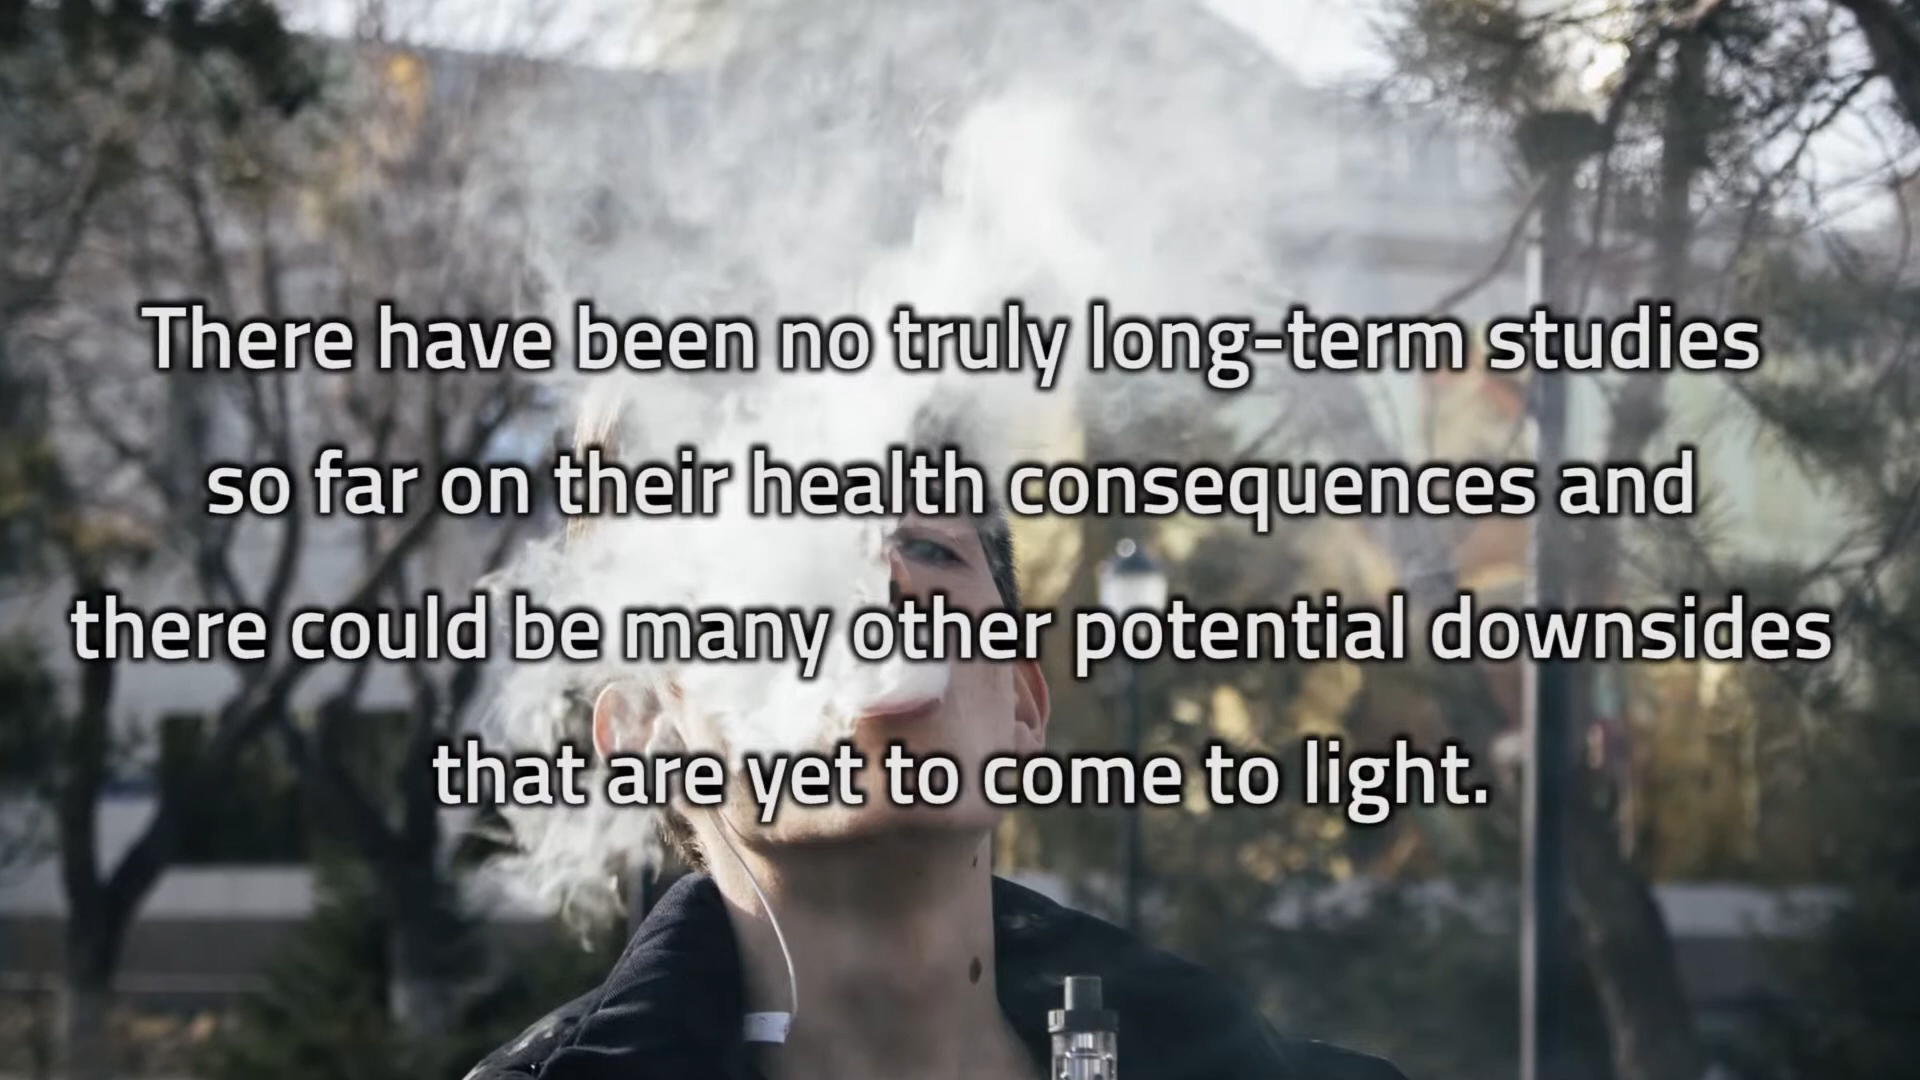 There have been no truly long-term studies
so far on their health consequences and
there could be many other potential downsides
that are yet to come to light.